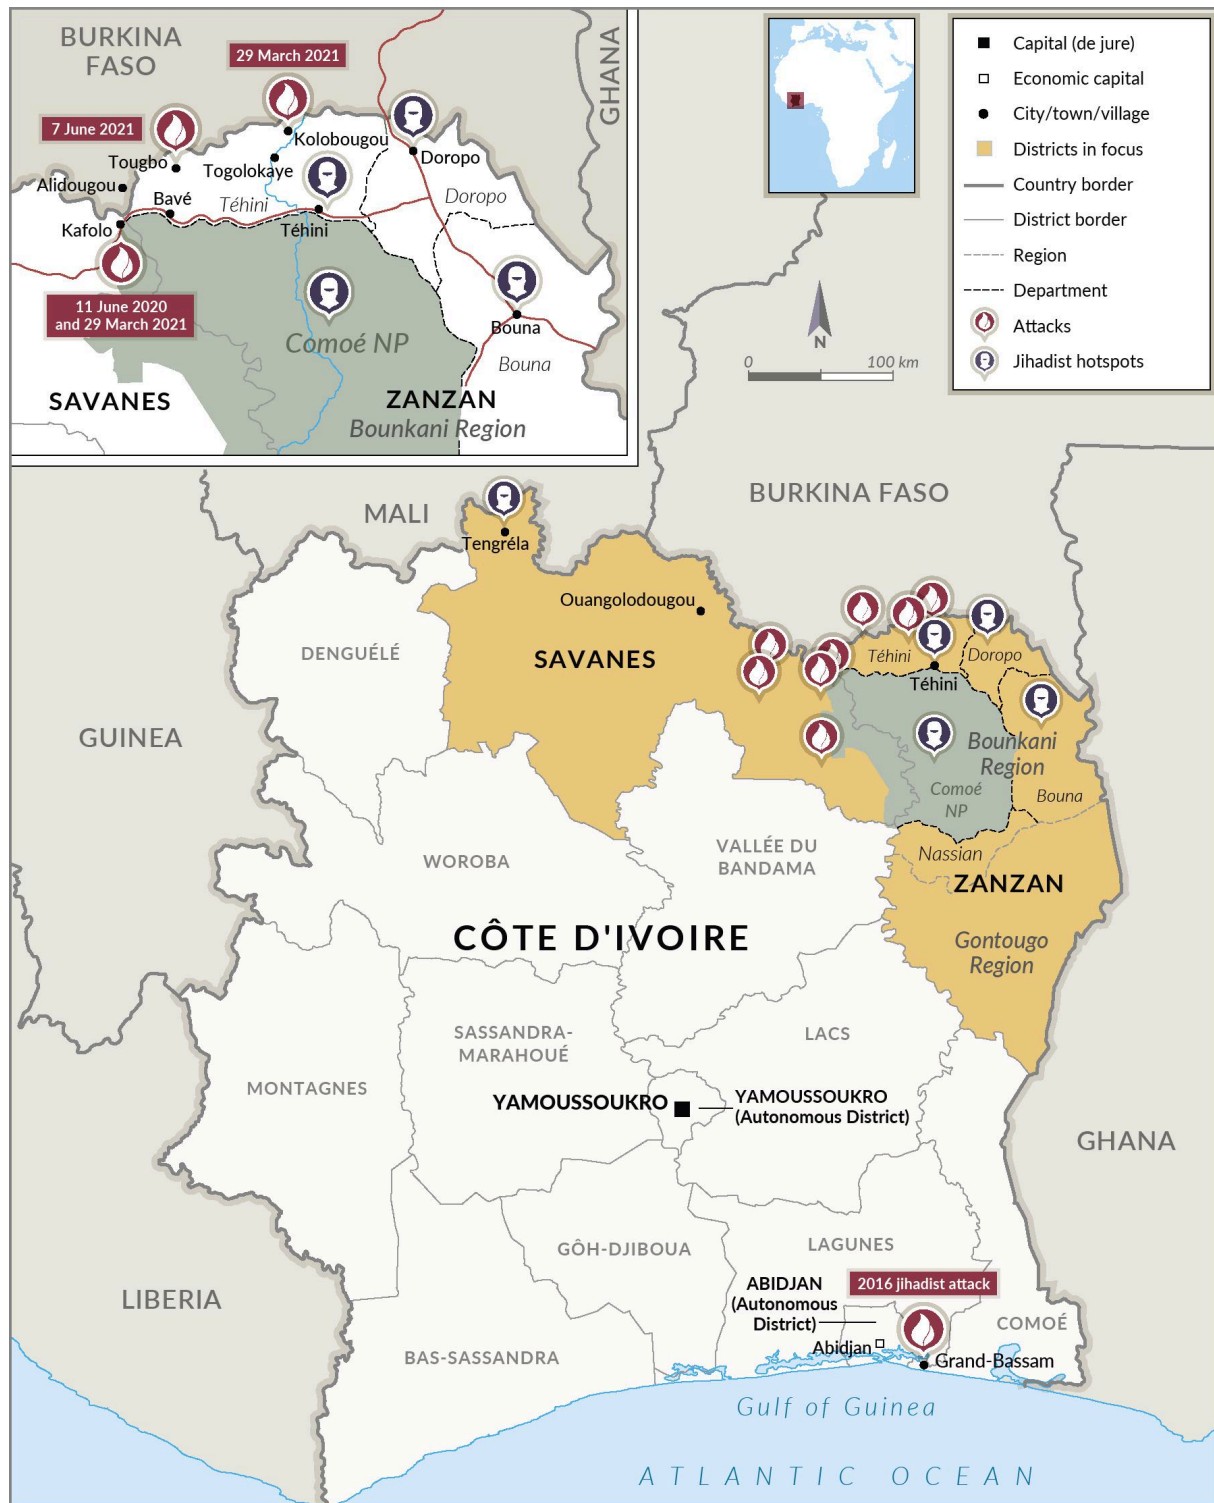 BURKINA
FASO
29 March 2021
GHANA
7 June 2021
Kolobougou
Tougbo
Togolokaye
Doropo
Alidougou
Bavé
Téhini
Doropo
Kafolo
Téhini
11 June 2020
and 29 March 2021
Bouna
Comoé NP
Bouna
SAVANES
ZANZAN
Bounkani Region
Capital (de jure)
Economic capital
City/town/village
Districts in focus
Country border
District border
Region
Department
Attacks
Jihadist hotspots
N
0
100 km
MALI
BURKINA FASO
Tengréla
Ouangolodougou
DENGUÉLÉ
SAVANES
Téhini
Doropo
Téhini
GUINEA
Bounkani
Region
Comoé
NP
Bouna
WOROBA
VALLÉE DU
BANDAMA
Nassian
ZANZAN
CÔTE D'IVOIRE
Gontougo
Region
SASSANDRA-
MARAHOUÉ
LACS
MONTAGNES
YAMOUSSOUKRO
YAMOUSSOUKRO
(Autonomous District)
GHANA
GÔH-DJIBOUA
LAGUNES
LIBERIA
ABIDJAN
(Autonomous
District)
2016 jihadist attack
COMOÉ
Abidjan
Grand-Bassam
BAS-SASSANDRA
Gulf of Guinea
ATLANTIC OCEAN